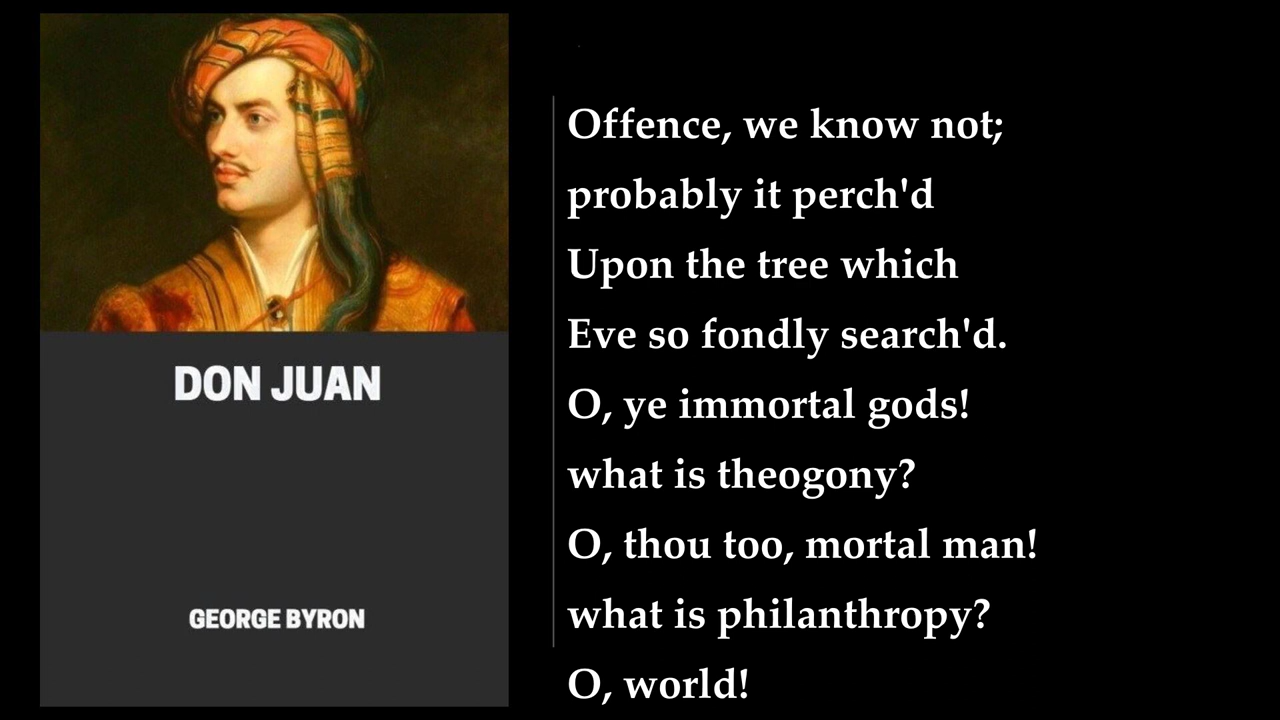 DON JUAN
GEORGE BYRON
Offence, we know not;
probably it perch'd
Upon the tree which
Eve so fondly search'd.
O, ye immortal gods!
what is theogony?
O, thou too, mortal man!
what is philanthropy?
O, world!